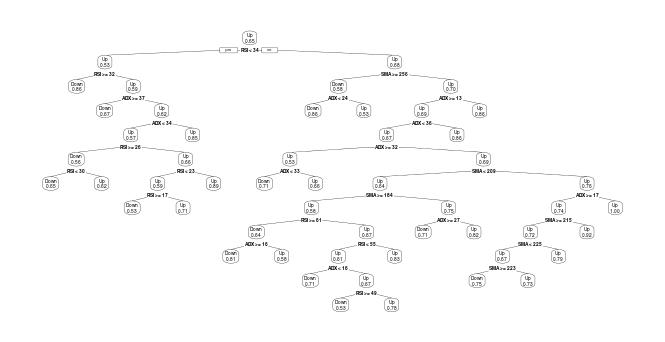 Up
0.65
yes RSI < 34 no
Up
0.53
Up
0.68
RSI >= 32
SMA >= 256
Down
0.86
Up
0.59
Down
0.58
Up
0.70
ADX >= 37
ADX < 24
ADX >= 13
Down
0.67
Up
0.62
Down
0.86
Up
0.53
Up
0.69
Up
0.86
ADX < 34
ADX < 36
Up
0.57
Up
0.85
Up
0.67
Up
0.86
RSI >= 26
ADX >= 32
Down
0.56
Up
0.66
Up
0.53
Up
0.69
RSI < 30
RSI < 23
ADX < 33
SMA < 209
Down
0.65
Up
0.62
Up
0.59
Up
0.89
Down
0.71
Up
0.66
Up
0.64
Up
0.76
RSI >= 17
SMA >= 184
ADX >= 17
Down
0.53
Up
0.71
Up
0.58
Up
0.75
Up
0.74
Up
1.00
RSI >= 61
ADX >= 27
SMA >= 215
Down
0.64
Up
0.67
Down
0.71
Up
0.82
Up
0.72
Up
0.92
ADX >= 16
RSI < 55
SMA < 225
Down
0.81
Up
0.58
Up
0.61
Up
0.83
Up
0.67
Up
0.79
ADX < 16
SMA >= 223
Down
0.71
Up
0.67
Down
0.75
Up
0.73
RSI >= 49
Down
0.53
Up
0.78